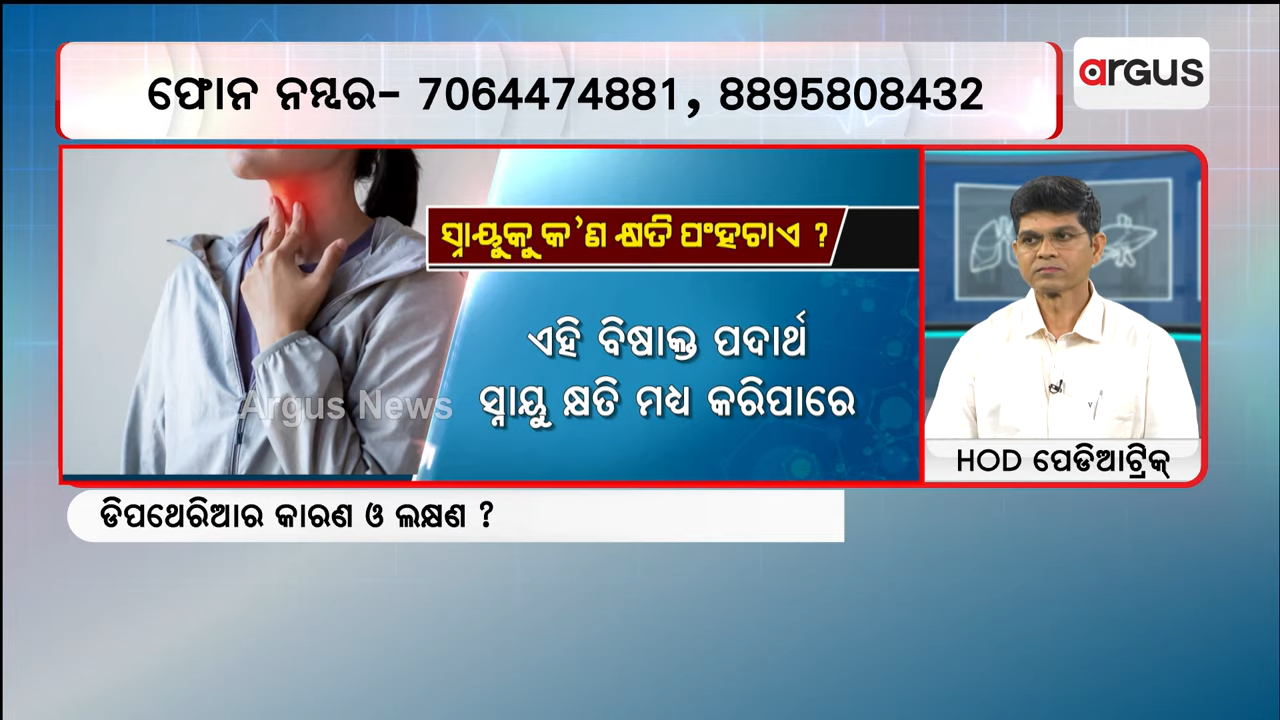 ଫୋନ ନମ୍ବର- 7064474881, 8895808432
argus
ସ୍ନାୟୁକୁ କ'ଣ କ୍ଷତି ପଂହଚାଏ ?
ଏହି ବିଷାକ୍ତ ପଦାର୍ଥ
ସ୍ନାୟୁ କ୍ଷତି ମଧ୍ୟ କରିପାରେ
Argus News
HOD ପେଡିଆଟ୍ରିକ୍
ଡିପଥେରିଆର କାରଣ ଓ ଲକ୍ଷଣ ?